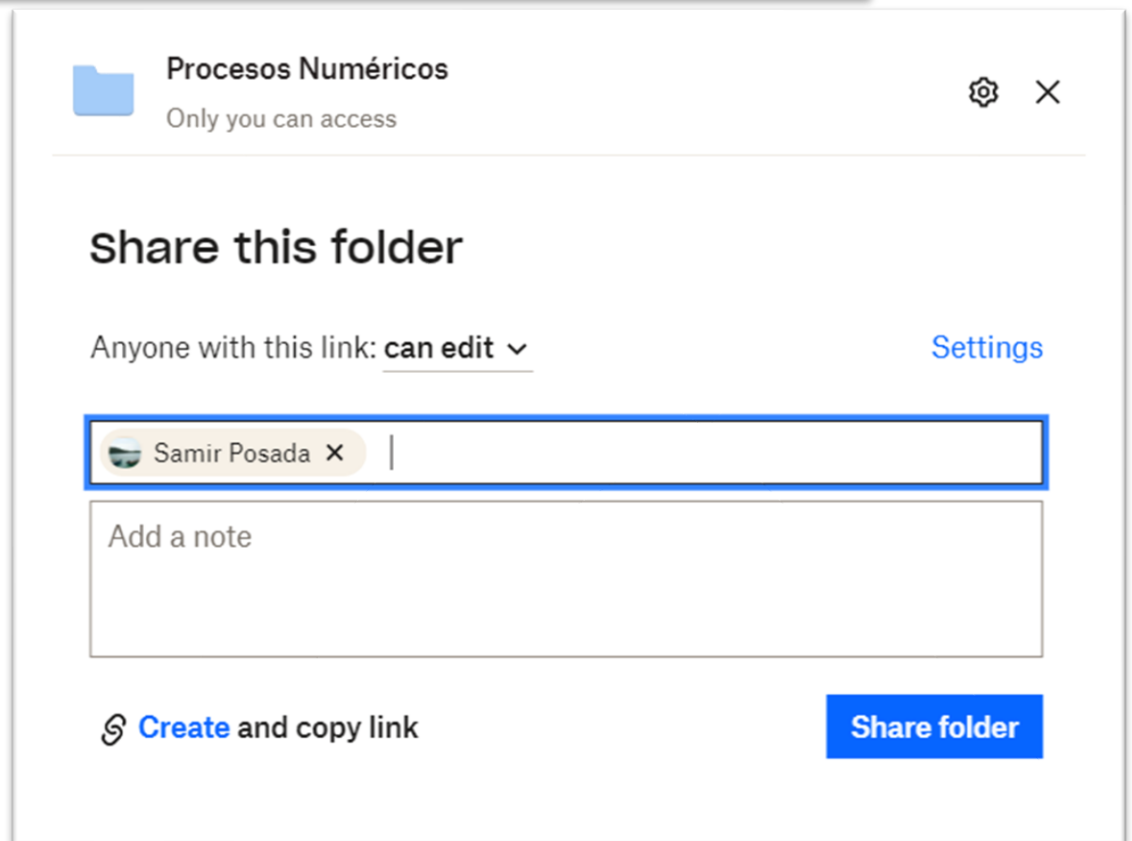 Procesos Numéricos
Only you can access
Share this folder
Anyone with this link: can edit
Settings
Samir Posada
Add a note
Create and copy link
Share folder